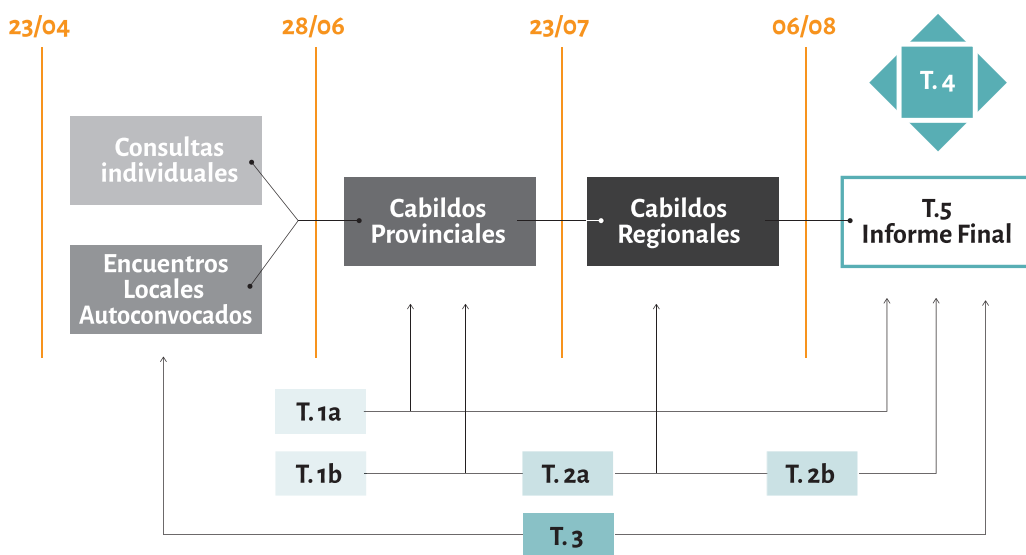 23/04
28/06
23/07
06/08
T. 4
Consultas
individuales
Cabildos
Provinciales
Cabildos
Regionales
T.5
Informe Final
Encuentros
Locales
Autoconvocados
T. 1a
T. 1b
T. 2a
T. 2b
T. 3